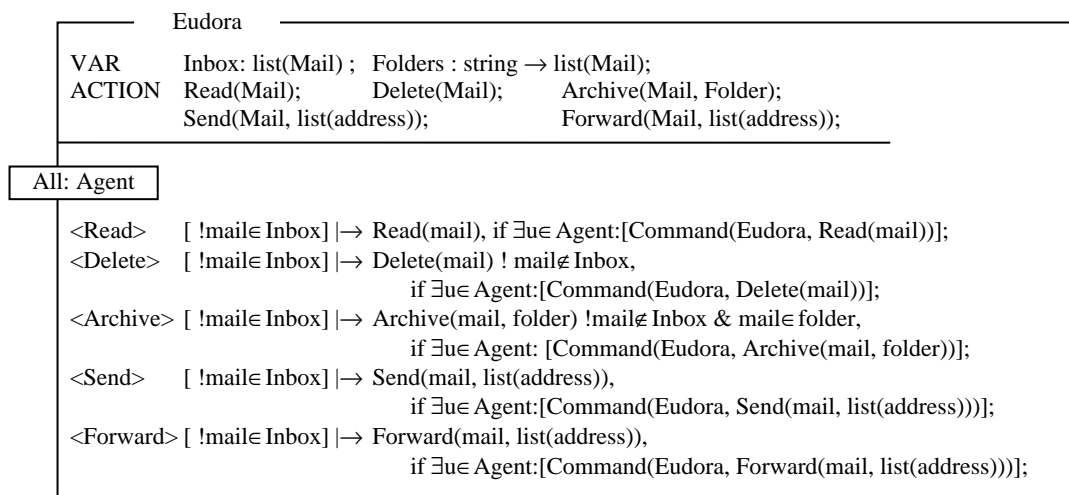 Eudora
VAR Inbox: list(Mail) ; Folders : string → list(Mail);
ACTION Read(Mail); Delete(Mail); Archive(Mail, Folder);
Send(Mail, list(address)); Forward(Mail, list(address));
All: Agent
<Read> [ !mail∈Inbox] |→ Read(mail), if ∃u∈Agent:[Command(Eudora, Read(mail))];
<Delete> [ !mail∈Inbox] |→ Delete(mail) ! mail∉Inbox,
if ∃u∈Agent:[Command(Eudora, Delete(mail))];
<Archive> [ !mail∈Inbox] |→ Archive(mail, folder) !mail∉Inbox & mail∈folder,
if ∃u∈Agent: [Command(Eudora, Archive(mail, folder))];
<Send> [ !mail∈Inbox] |→ Send(mail, list(address)),
if ∃u∈Agent:[Command(Eudora, Send(mail, list(address)))];
<Forward> [ !mail∈Inbox] |→ Forward(mail, list(address)),
if ∃u∈Agent:[Command(Eudora, Forward(mail, list(address)))];